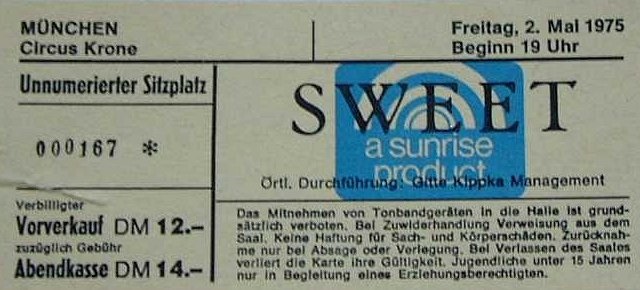 MÜNCHEN
Circus Krone
Freitag, 2. Mai 1975
Beginn 19 Uhr
Unnumerierter Sitzplatz
000167 *
SWEET
a sunrise
product
Örtl. Durchführung: Gitte Kippka Management
Verbilligter
Vorverkauf DM 12.–
zuzüglich Gebühr
Abendkasse DM 14.–
Das Mitnehmen von Tonbandgeräten in die Halle ist grund-
sätzlich verboten. Bei Zuwiderhandlung Verweisung aus dem
Saal. Keine Haftung für Sach- und Körperschäden. Zurücknah-
me nur bei Absage oder Verlegung. Bei Verlassen des Saales
verliert die Karte ihre Gültigkeit. Jugendliche unter 15 Jahren
nur in Begleitung eines Erziehungsberechtigten.